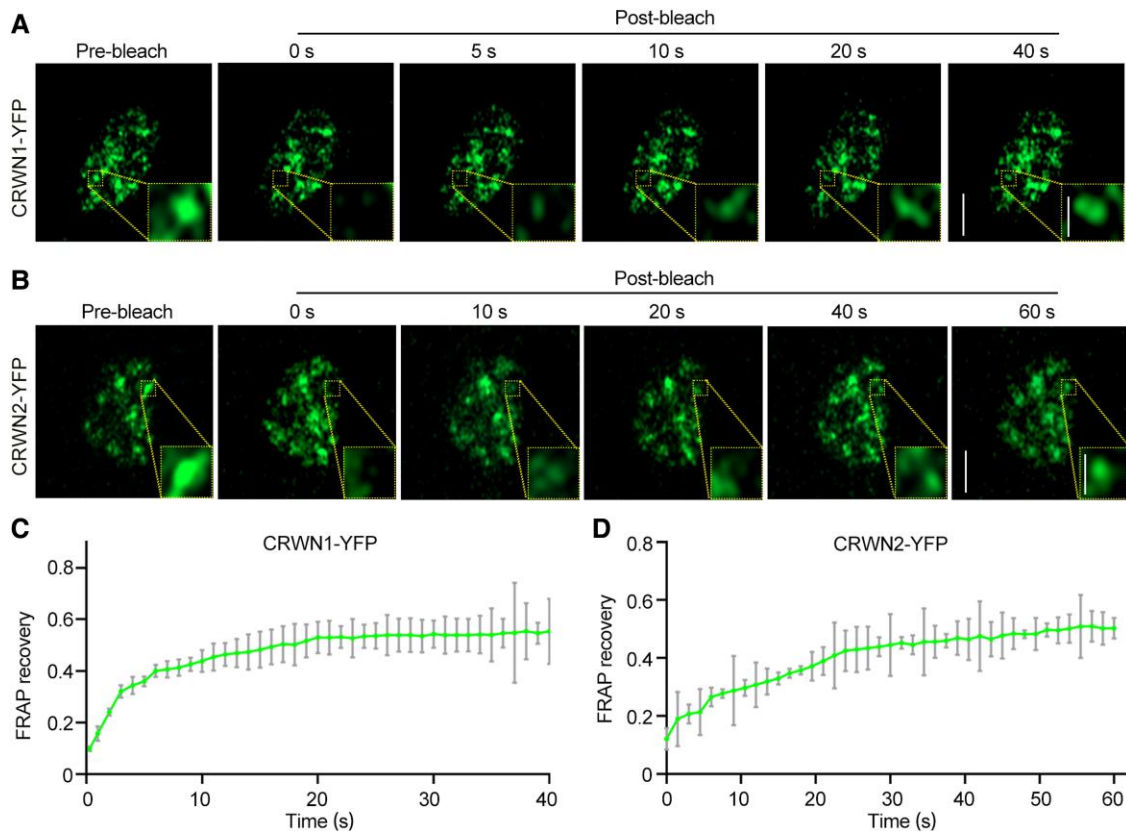 A
Post-bleach
Pre-bleach 0 s 5 s 10 s 20 s 40 s
CRWN1-YFP
B
Post-bleach
Pre-bleach 0 s 10 s 20 s 40 s 60 s
CRWN2-YFP
C
CRWN1-YFP
FRAP recovery
0.8
0.6
0.4
0.2
0
0 10 20 30 40
Time (s)
D
CRWN2-YFP
FRAP recovery
0.8
0.6
0.4
0.2
0
0 10 20 30 40 50 60
Time (s)